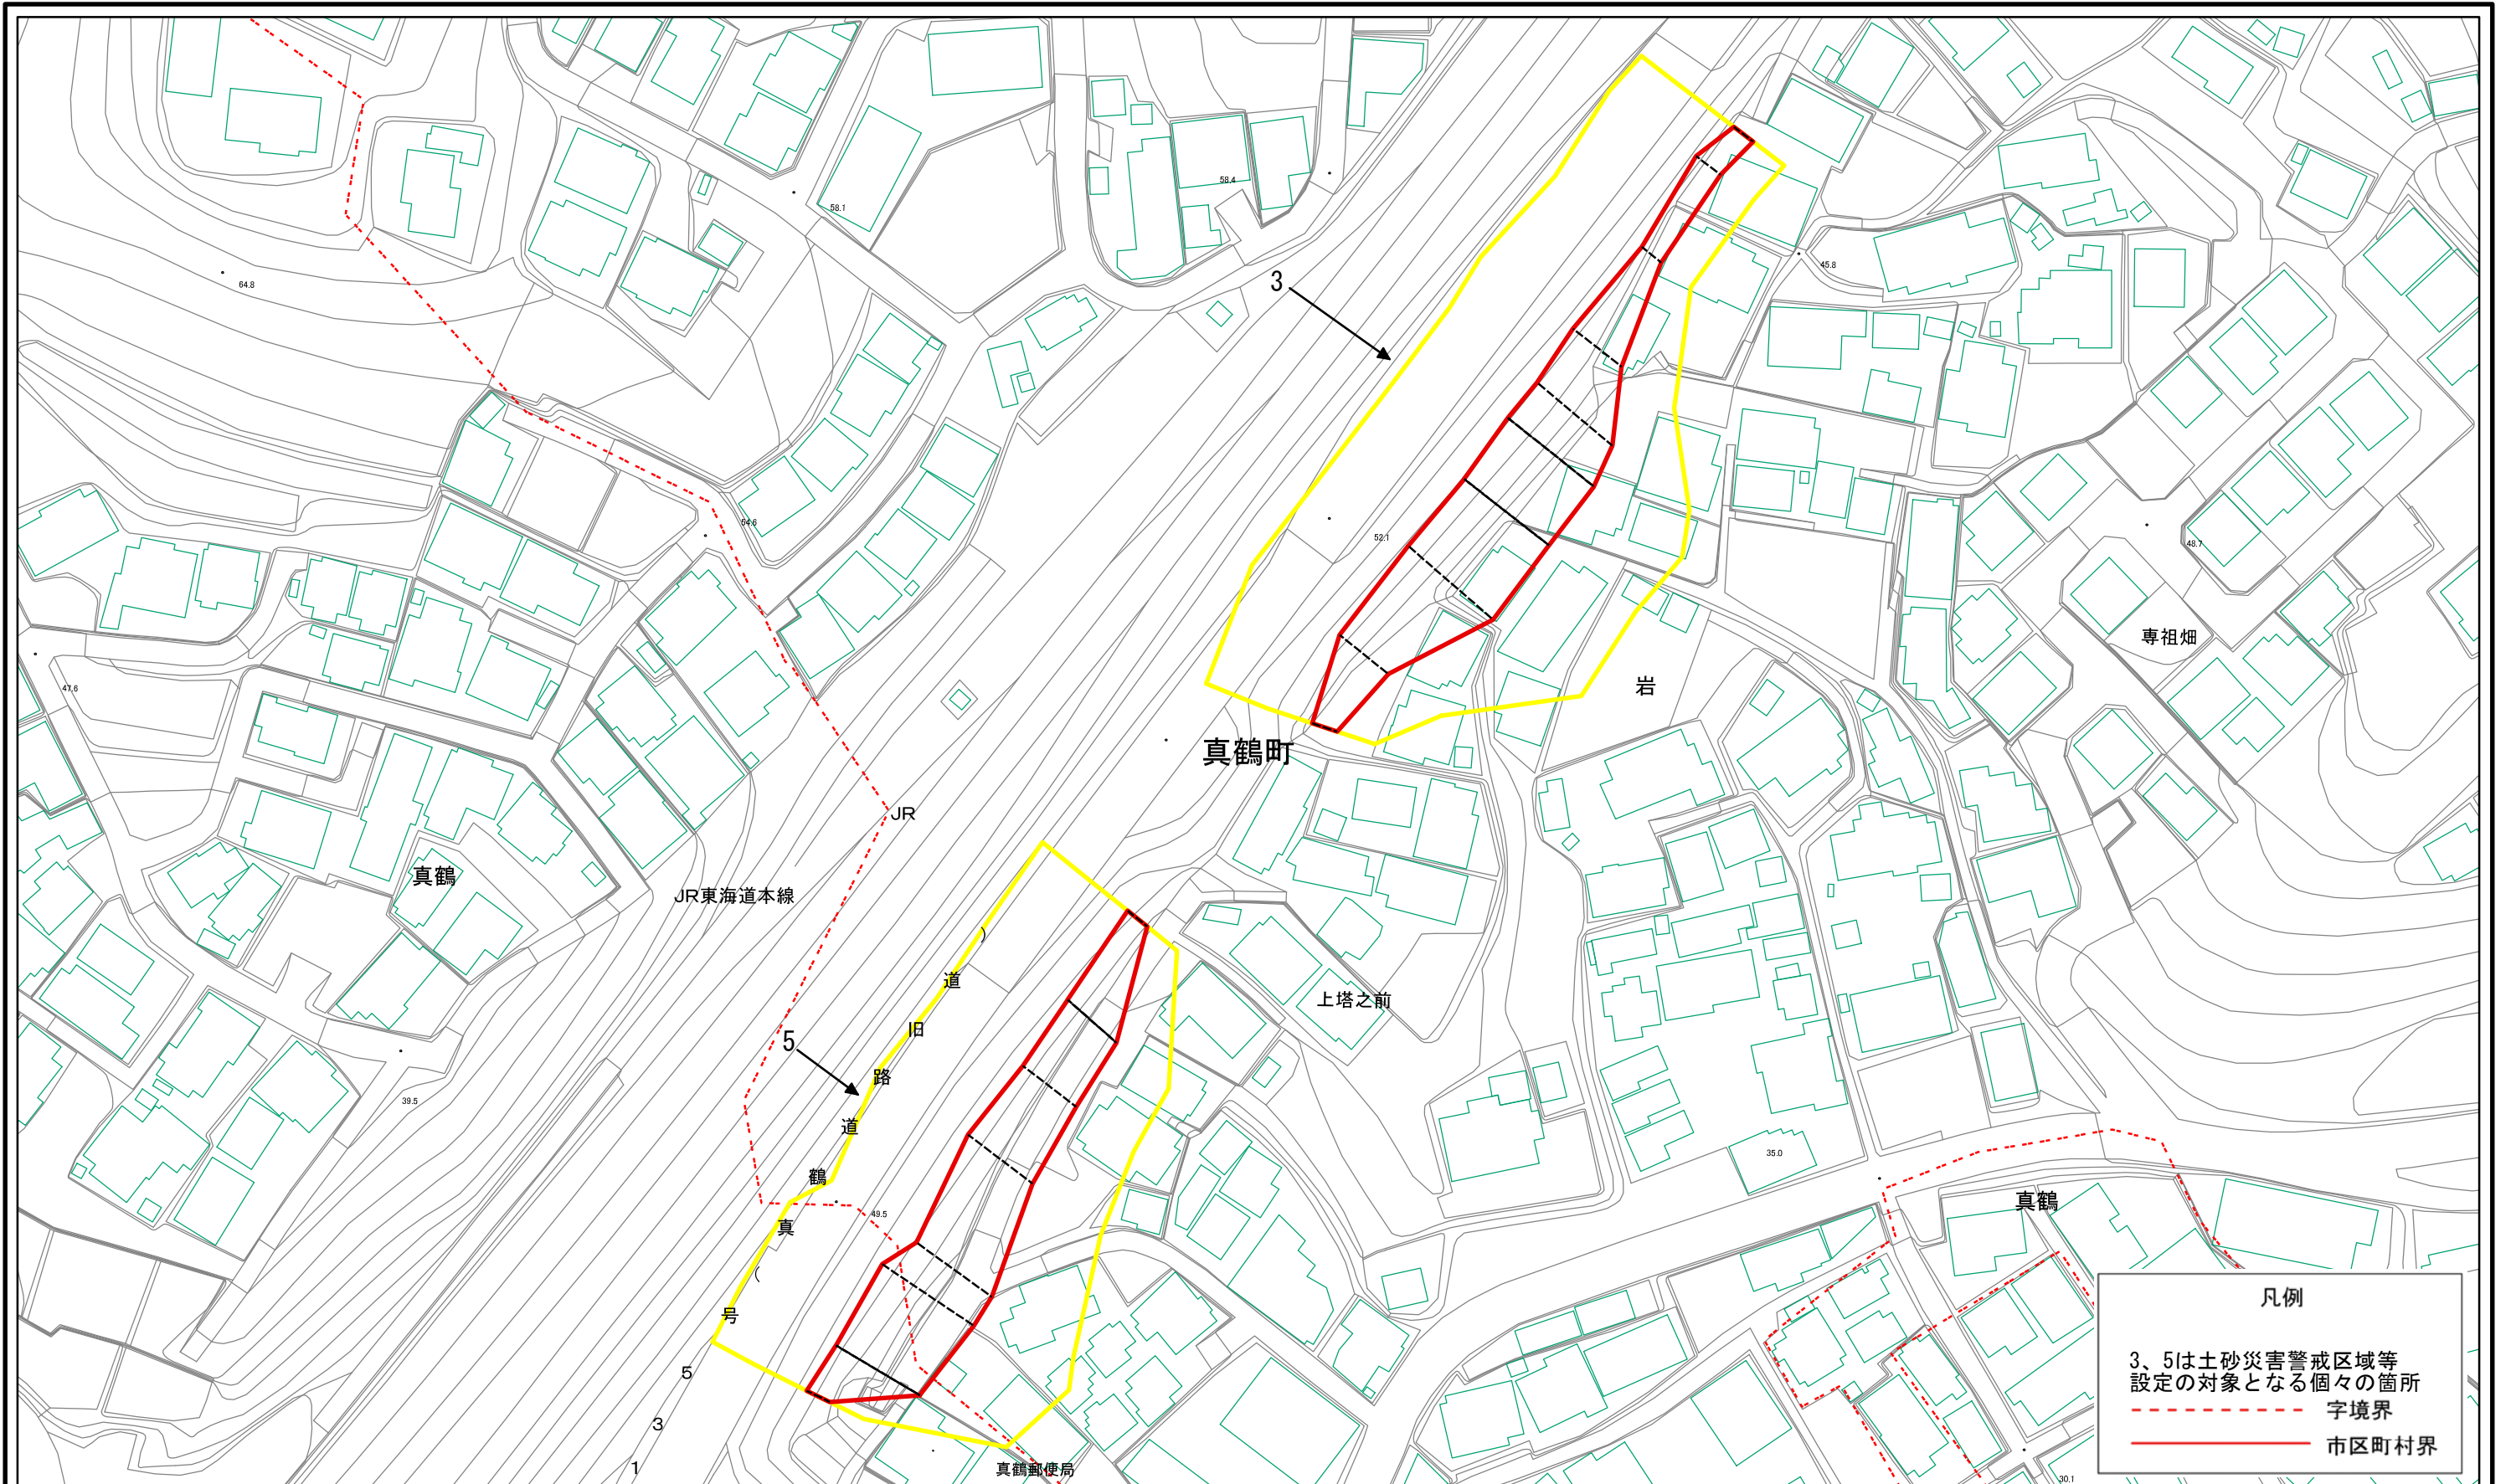 58.1
58.4
64.8
45.8
3
54.6
52.1
48.7
専祖畑
47.6
岩
真鶴町
JR
真鶴
JR東海道本線
上塔之前
5
39.5
35.0
49.5
真鶴
135号(真鶴道路旧道)
真鶴郵便局
30.1
凡例
3、5は土砂災害警戒区域等
設定の対象となる個々の箇所
字境界
市区町村界